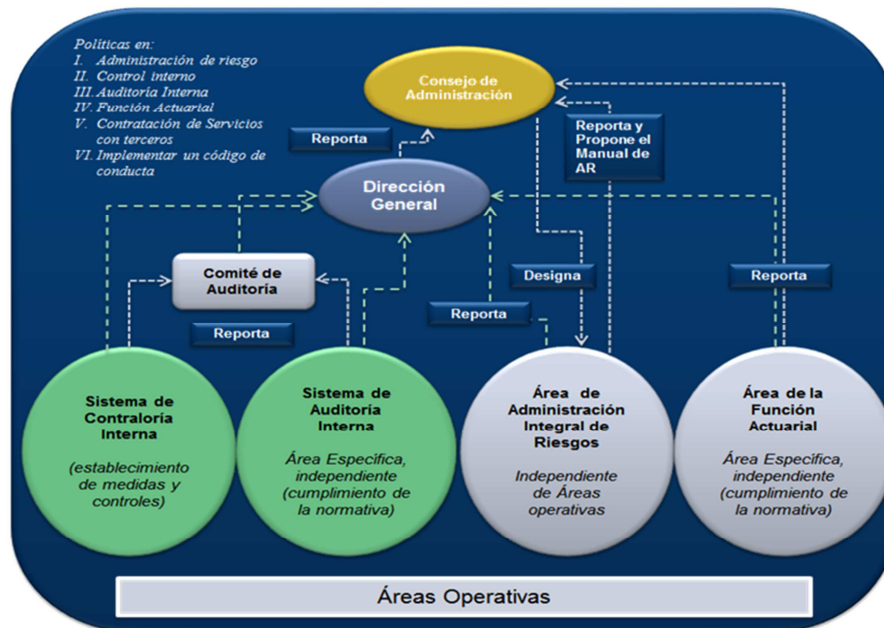 Políticas en:
I. Administración de riesgo
II. Control interno
III. Auditoría Interna
IV. Función Actuarial
V. Contratación de Servicios
con terceros
VI. Implementar un código de
conducta
Consejo de
Administración
Reporta
Reporta y
Propone el
Manual de
AR
Dirección
General
Comité de
Auditoría
Designa
Reporta
Reporta
Reporta
Sistema de
Contraloría
Interna
(establecimiento
de medidas y
controles)
Sistema de
Auditoría
Interna
Área Específica,
independiente
(cumplimiento de
la normativa)
Área de
Administración
Integral de
Riesgos
Independiente
de Áreas
operativas
Área de la
Función
Actuarial
Área Específica,
independiente
(cumplimiento de
la normativa)
Áreas Operativas